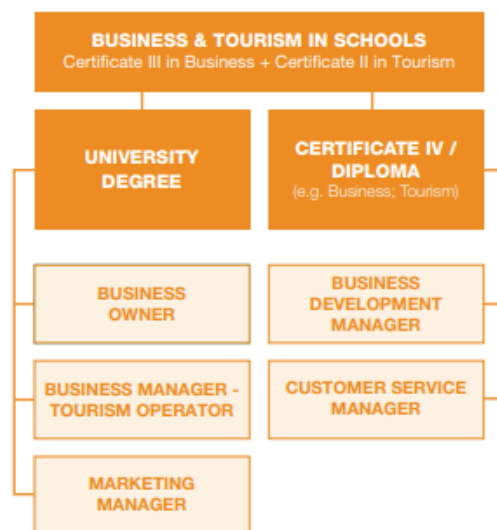 BUSINESS & TOURISM IN SCHOOLS
Certificate III in Business + Certificate II in Tourism
UNIVERSITY
DEGREE
CERTIFICATE IV /
DIPLOMA
(e.g. Business; Tourism)
BUSINESS
OWNER
BUSINESS MANAGER -
TOURISM OPERATOR
MARKETING
MANAGER
BUSINESS
DEVELOPMENT
MANAGER
CUSTOMER SERVICE
MANAGER